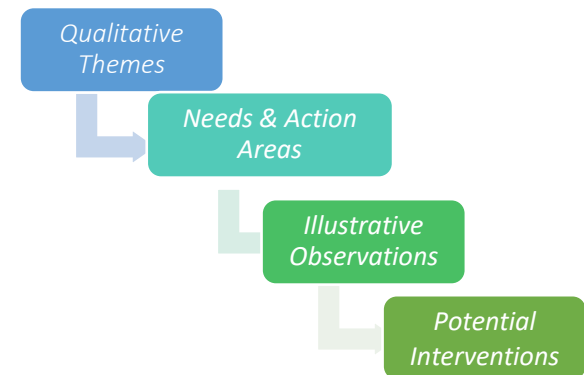 Qualitative
Themes
Needs & Action
Areas
Illustrative
Observations
Potential
Interventions